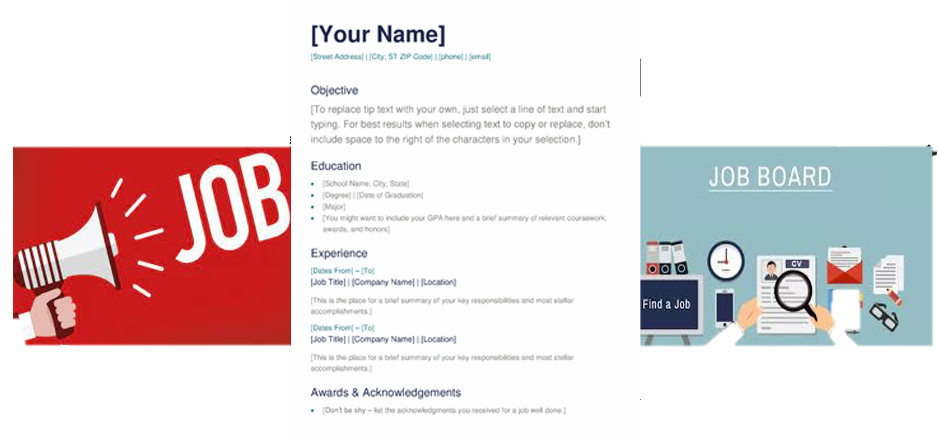 JOB
[Your Name]
[Street Address] | [City, ST ZIP Code] | [phone] | [email]
Objective
[To replace tip text with your own, just select a line of text and start
typing. For best results when selecting text to copy or replace, don't
include space to the right of the characters in your selection.]
Education
[School Name, City, State]
[Degree] | [Date of Graduation]
[Major]
[You might want to include your GPA here and a brief summary of relevant coursework,
awards, and honors]
Experience
[Dates From] – [To]
[Job Title] | [Company Name] | [Location]
[This is the place for a brief summary of your key responsibilities and most stellar
accomplishments.]
[Dates From] – [To]
[Job Title] | [Company Name] | [Location]
[This is the place for a brief summary of your key responsibilities and most stellar
accomplishments.]
Awards & Acknowledgements
[Don't be shy – list the acknowledgments you received for a job well done.]
JOB BOARD
CV
Find a Job